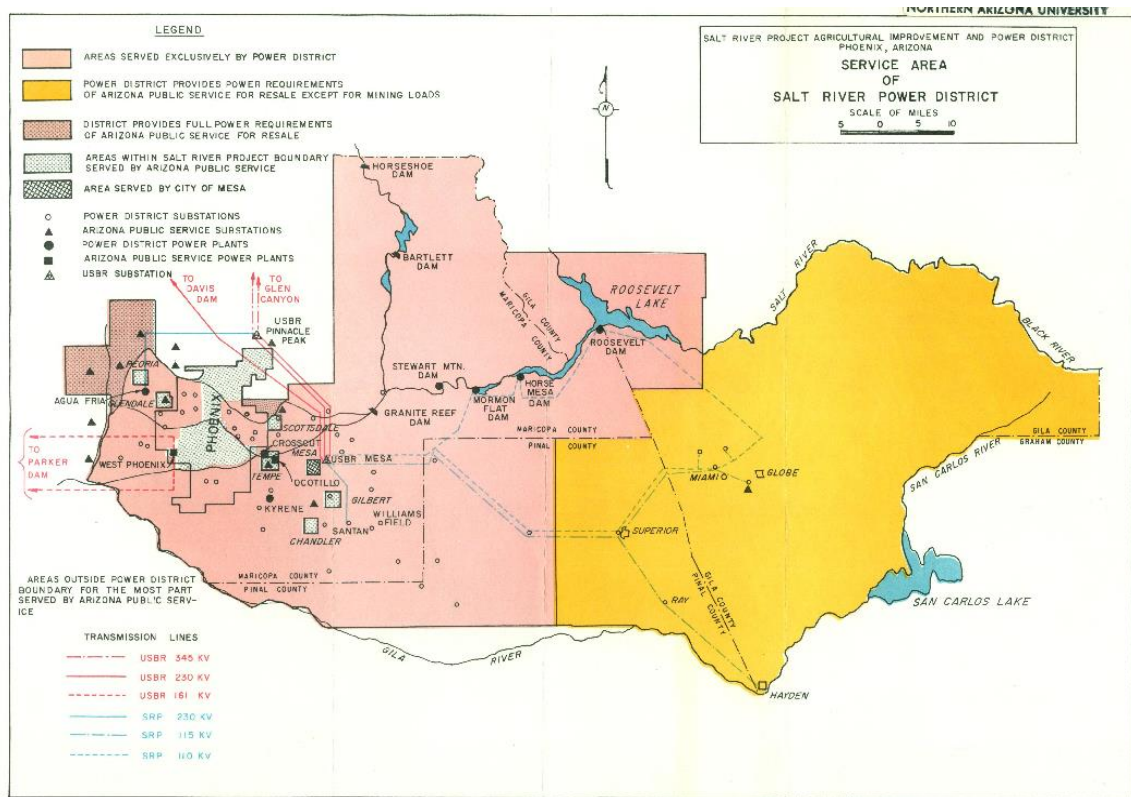 NORTHERN ARIZONA UNIVERSITY
SALT RIVER PROJECT AGRICULTURAL IMPROVEMENT AND POWER DISTRICT
PHOENIX, ARIZONA
SERVICE AREA
OF
SALT RIVER POWER DISTRICT
SCALE OF MILES
5 0 5 10
LEGEND
AREAS SERVED EXCLUSIVELY BY POWER DISTRICT
POWER DISTRICT PROVIDES POWER REQUIREMENTS
OF ARIZONA PUBLIC SERVICE FOR RESALE EXCEPT FOR MINING LOADS
DISTRICT PROVIDES FULL POWER REQUIREMENTS
OF ARIZONA PUBLIC SERVICE FOR RESALE
AREAS WITHIN SALT RIVER PROJECT BOUNDARY
SERVED BY ARIZONA PUBLIC SERVICE
AREA SERVED BY CITY OF MESA
POWER DISTRICT SUBSTATIONS
ARIZONA PUBLIC SERVICE SUBSTATIONS
POWER DISTRICT POWER PLANTS
ARIZONA PUBLIC SERVICE POWER PLANTS
USBR SUBSTATION
N
HORSESHOE
DAM
BARTLETT
DAM
TO
DAVIS
DAM
TO
GLEN
CANYON
USBR
PINNACLE
PEAK
ROOSEVELT
LAKE
GILA COUNTY
MARICOPA COUNTY
SALT RIVER
BLACK RIVER
ROOSEVELT
DAM
STEWART MTN.
DAM
HORSE
MESA
DAM
MORMON
FLAT DAM
GRANITE REEF
DAM
PEORIA
AGUA FRIA
GLENDALE
PHOENIX
SCOTTSDALE
CROSSCUT
MESA
USBR MESA
TO
PARKER
DAM
WEST PHOENIX
TEMPE
OCOTILLO
KYRENE
GILBERT
WILLIAMS
FIELD
SANTAN
CHANDLER
MARICOPA COUNTY
PINAL COUNTY
MARICOPA COUNTY
PINAL COUNTY
GILA COUNTY
GRAHAM COUNTY
SAN CARLOS RIVER
MIAMI
GLOBE
SUPERIOR
RAY
GILA COUNTY
PINAL COUNTY
HAYDEN
SAN CARLOS LAKE
GILA
RIVER
AREAS OUTSIDE POWER DISTRICT
BOUNDARY FOR THE MOST PART
SERVED BY ARIZONA PUBLIC SERV-
ICE
TRANSMISSION LINES
USBR 345 KV
USBR 230 KV
USBR 161 KV
SRP 230 KV
SRP 115 KV
SRP 110 KV